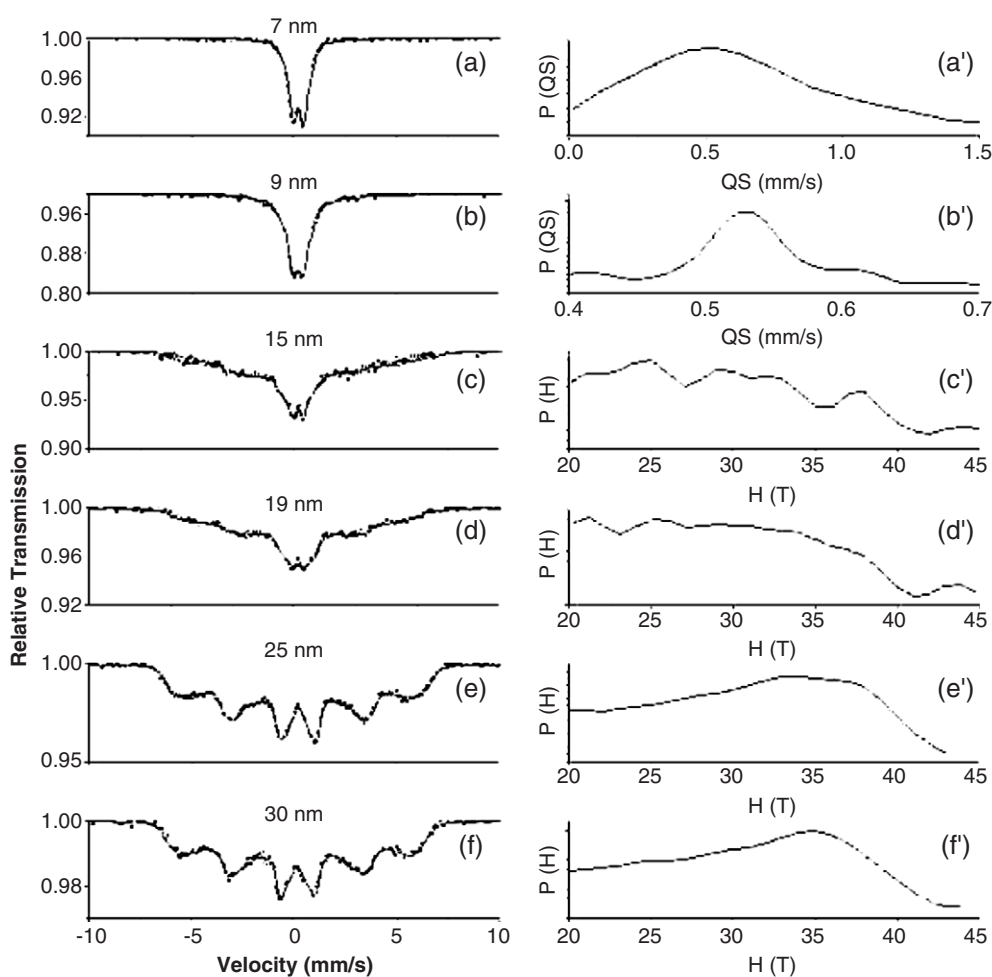 7 nm
1.00
0.96
0.92
(a)
P (QS)
(a')
0.0 0.5 1.0 1.5
QS (mm/s)
9 nm
0.96
0.88
0.80
(b)
P (QS)
(b')
0.4 0.5 0.6 0.7
QS (mm/s)
15 nm
1.00
0.95
0.90
(c)
P (H)
(c')
20 25 30 35 40 45
H (T)
19 nm
1.00
0.96
0.92
(d)
P (H)
(d')
20 25 30 35 40 45
H (T)
25 nm
1.00
0.95
(e)
P (H)
(e')
20 25 30 35 40 45
H (T)
30 nm
1.00
0.98
(f)
P (H)
(f')
-10 -5 0 5 10
20 25 30 35 40 45
Velocity (mm/s)
H (T)
Relative Transmission